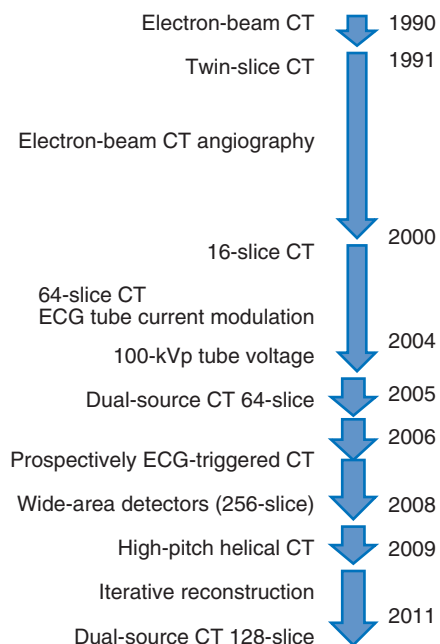 Electron-beam CT 1990
Twin-slice CT 1991
Electron-beam CT angiography
2000
16-slice CT
64-slice CT
ECG tube current modulation
2004
100-kVp tube voltage
Dual-source CT 64-slice 2005
2006
Prospectively ECG-triggered CT
Wide-area detectors (256-slice) 2008
High-pitch helical CT 2009
Iterative reconstruction
2011
Dual-source CT 128-slice